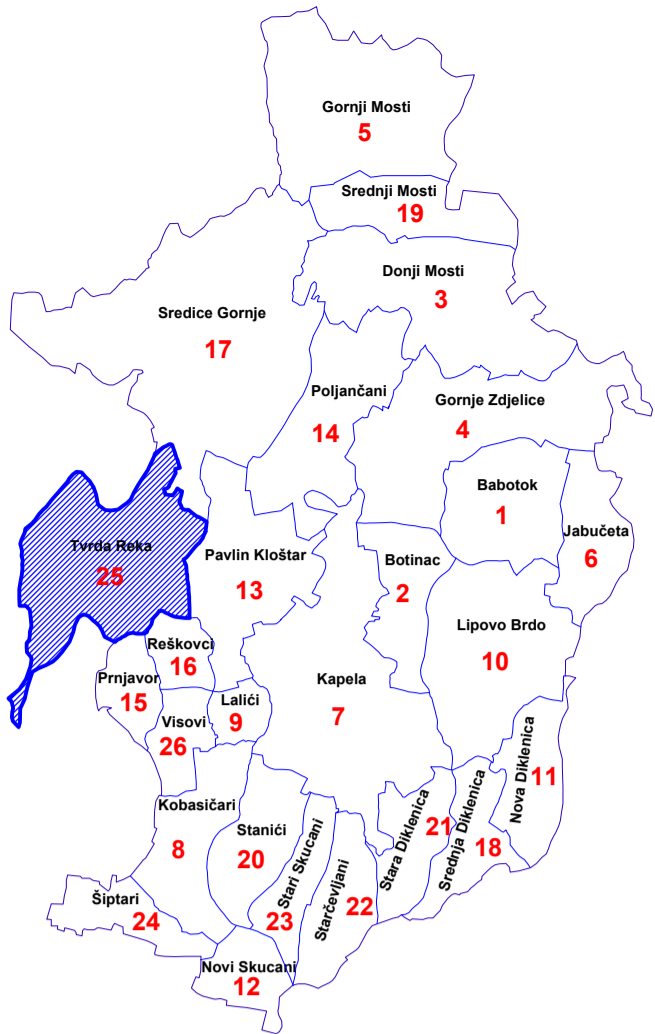 Gornji Mosti
5
Srednji Mosti
19
Donji Mosti
3
Sredice Gornje
17
Poljančani
14
Gornje Zdjelice
4
Babotok
1
Jabučeta
6
Tvrda Reka
25
Pavlin Kloštar
13
Botinac
2
Lipovo Brdo
10
Reškovci
16
Prnjavor
15
Lalići
9
Kapela
7
Visovi
26
Nova Diklenica
11
Kobasičari
8
Stanići
20
Stari Skucani
23
Starčevljani
22
Stara Diklenica
21
Srednja Diklenica
18
Šiptari
24
Novi Skucani
12